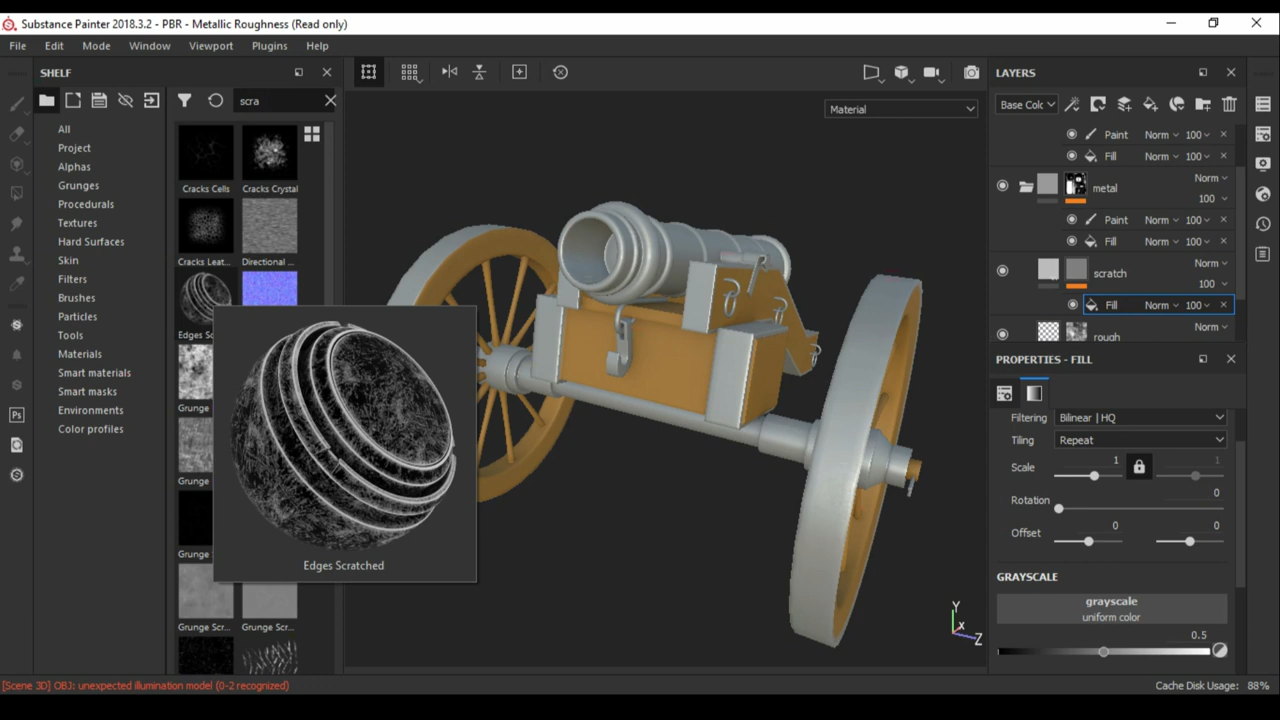 Substance Painter 2018.3.2 - PBR - Metallic Roughness (Read only)
File Edit Mode Window Viewport Plugins Help
SHELF
scra
All
Project
Alphas
Grunges
Procedurals
Textures
Hard Surfaces
Skin
Filters
Brushes
Particles
Tools
Materials
Smart materials
Smart masks
Environments
Color profiles
Ps
Cracks Cells Cracks Crystal
Cracks Leat... Directional ...
Edges S
Grunge
Grunge
Grunge
Grunge Scr... Grunge Scr...
Edges Scratched
Material
Y
X
Z
LAYERS
Base Colo
Paint Norm 100
Fill Norm 100
metal Norm
100
Paint Norm 100
Fill Norm 100
scratch Norm
100
Fill Norm 100
rough Norm
PROPERTIES - FILL
Filtering Bilinear | HQ
Tiling Repeat
Scale 1 1
Rotation 0
Offset 0 0
GRAYSCALE
grayscale
uniform color
0.5
[Scene 3D] OBJ: unexpected illumination model (0-2 recognized)
Cache Disk Usage: 88%